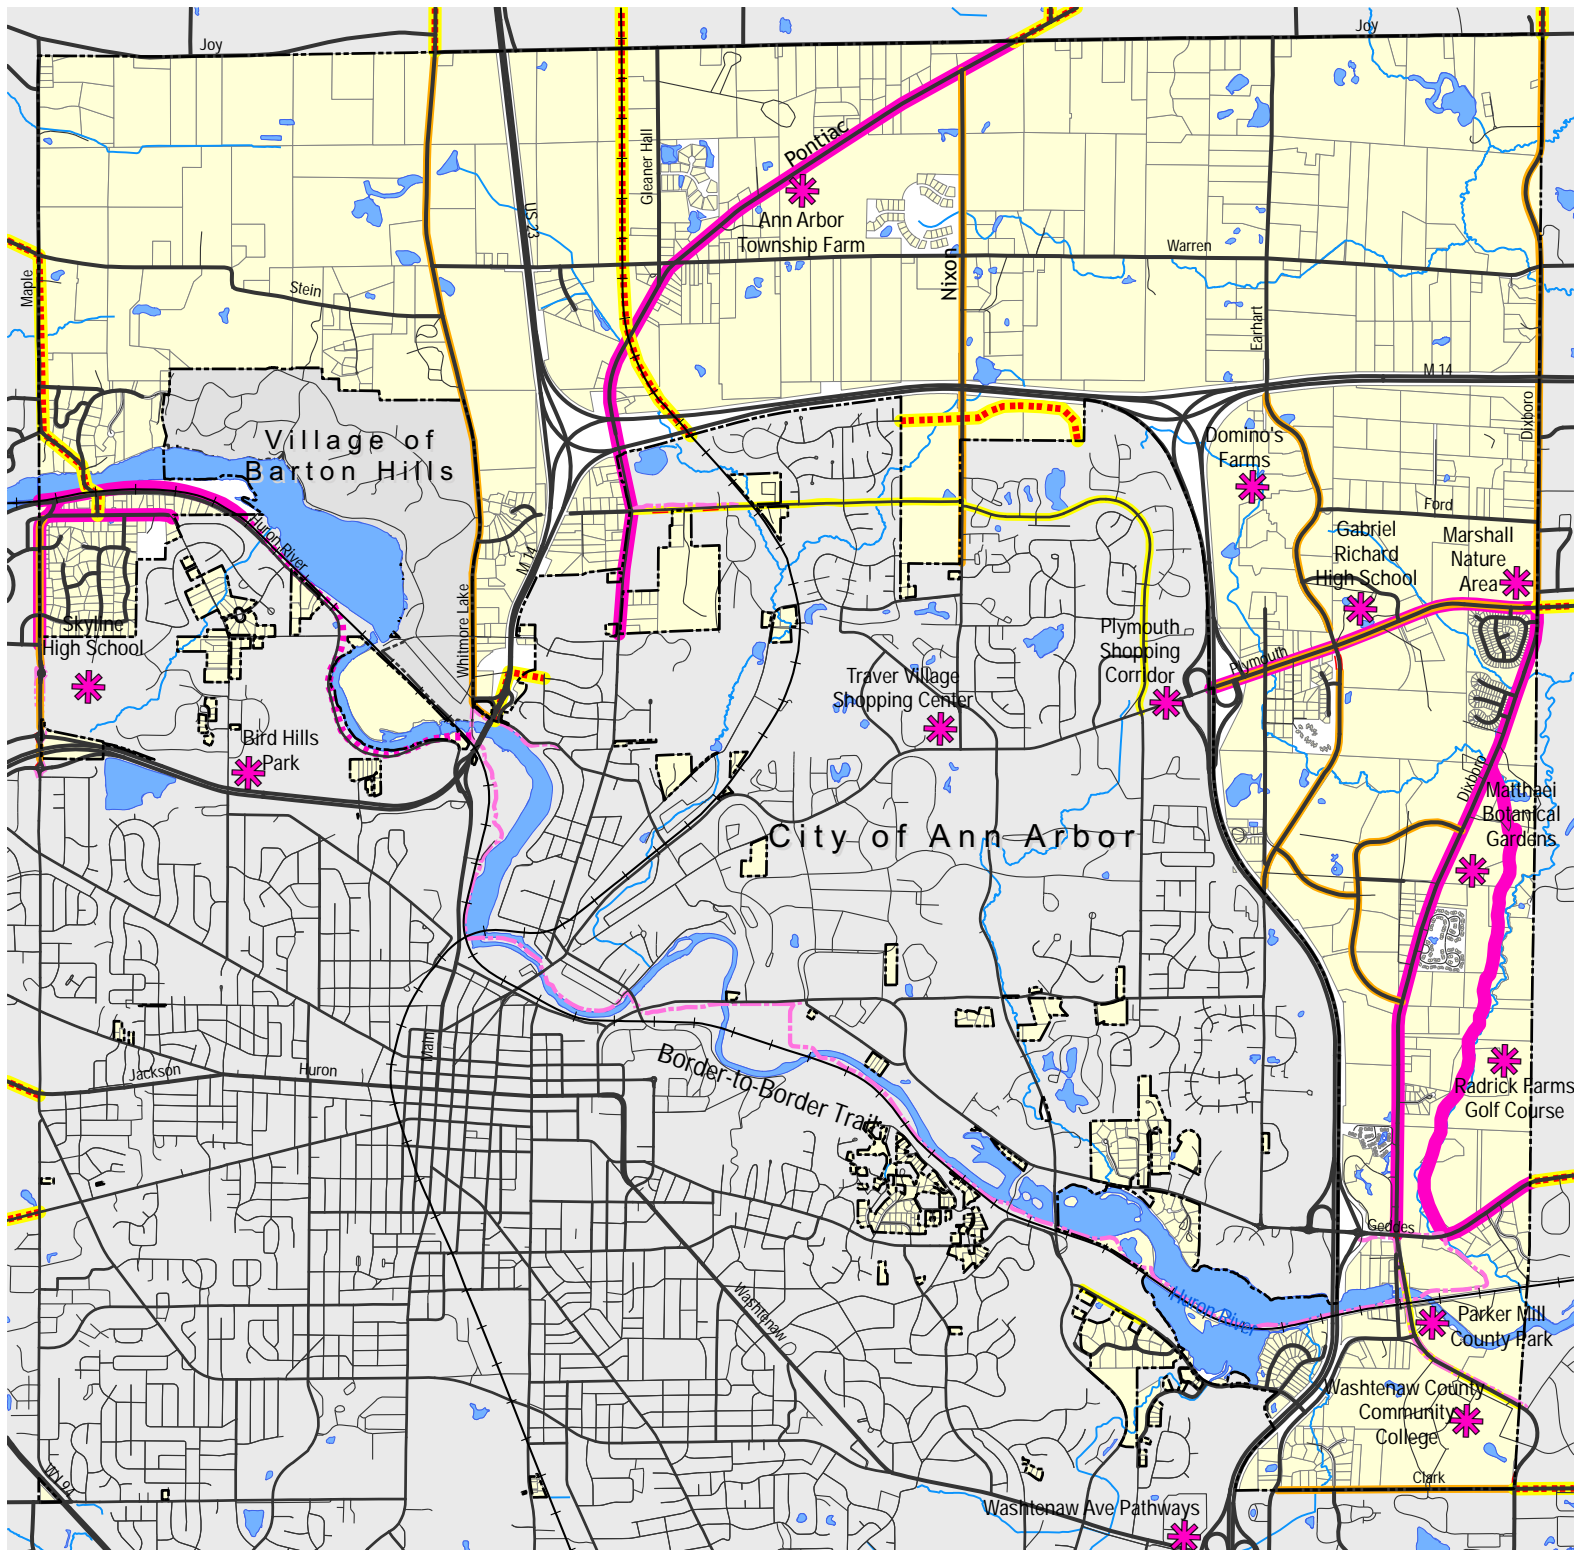 Joy
Joy
Gleaner Hall
Pontiac
US 23
Ann Arbor
Township Farm
Warren
Nixon
Maple
Stein
Earhart
M 14
Dixboro
Village of
Barton Hills
Domino's
Farms
Ford
Gabriel
Richard
High School
Marshall
Nature
Area
Huron River
M 14
Whitmore Lake
Skyline
High School
Plymouth
Shopping
Corridor
Plymouth
Traver Village
Shopping Center
Bird Hills
Park
Dixboro
Matthaei
Botanical
Gardens
City of Ann Arbor
Main
Jackson
Huron
Border-to-Border Trail
Radrick Farms
Golf Course
Geddes
Washtenaw
Huron River
Parker Mill
County Park
Washtenaw County
Community
College
Clark
W I 94
Washtenaw Ave Pathways